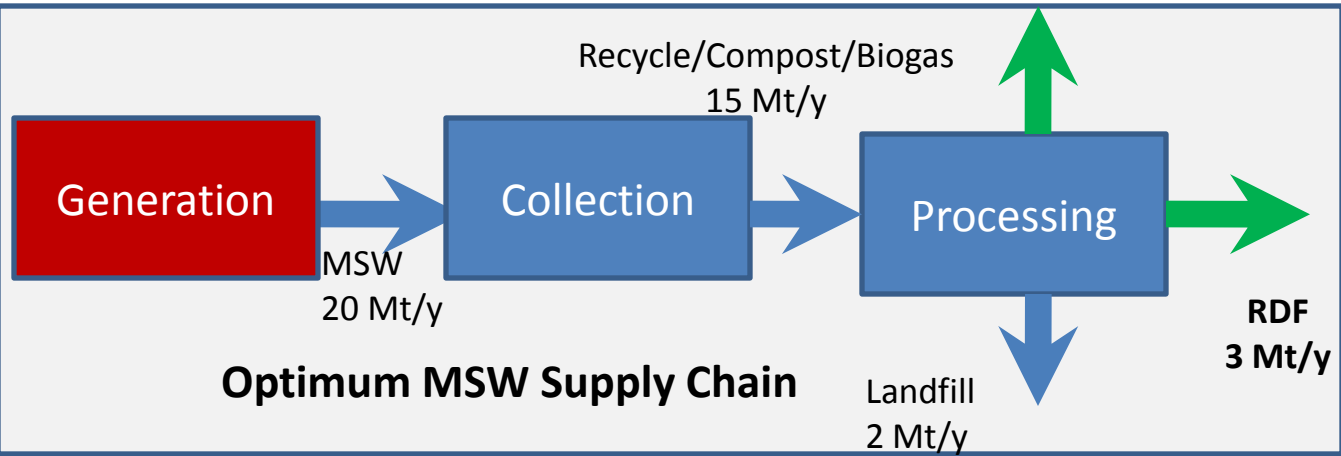 Recycle/Compost/Biogas
15 Mt/y
Generation
Collection
Processing
MSW
20 Mt/y
RDF
3 Mt/y
Optimum MSW Supply Chain
Landfill
2 Mt/y